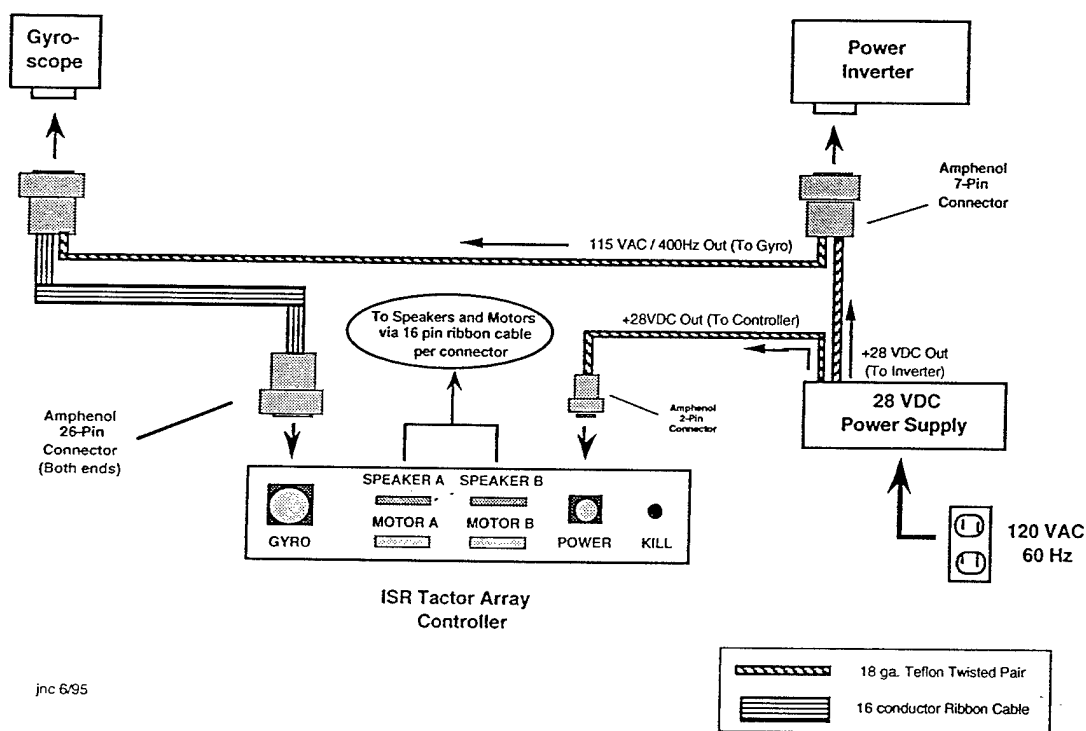 Gyro-
scope
Power
Inverter
Amphenol
7-Pin
Connector
115 VAC / 400Hz Out (To Gyro)
To Speakers and Motors
via 16 pin ribbon cable
per connector
+28VDC Out (To Controller)
+28 VDC Out
(To Inverter)
Amphenol
26-Pin
Connector
(Both ends)
Amphenol
2-Pin
Connector
28 VDC
Power Supply
SPEAKER A SPEAKER B
MOTOR A MOTOR B
GYRO POWER KILL
120 VAC
60 Hz
ISR Tactor Array
Controller
jnc 6/95
18 ga. Teflon Twisted Pair
16 conductor Ribbon Cable